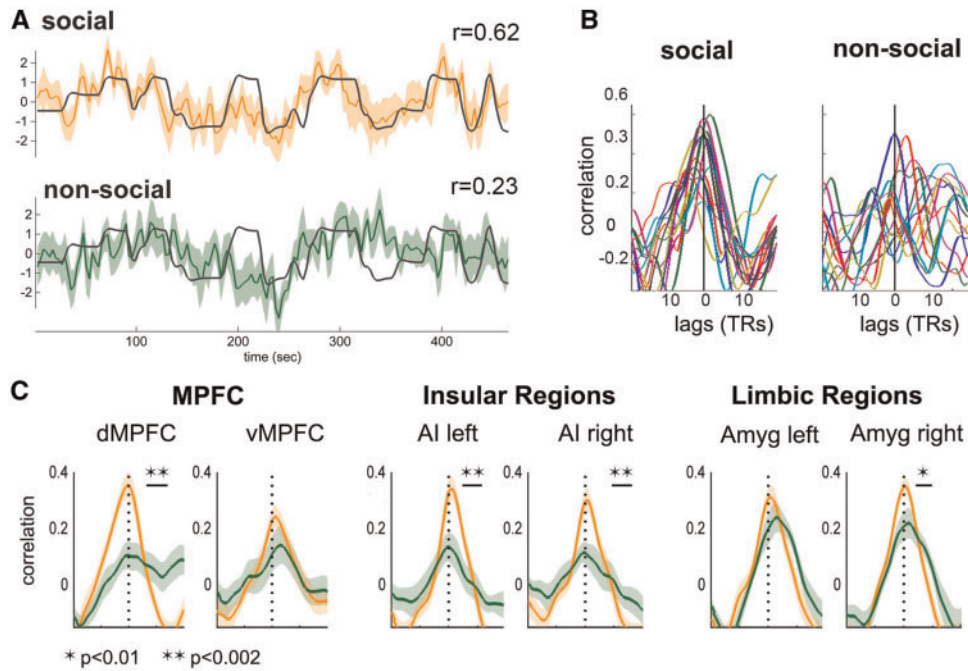 A
social
r=0.62
2
1
0
-1
-2
non-social
r=0.23
2
1
0
-1
-2
100 200 300 400
time (sec)
B
social non-social
0.6
0.3
0.2
0
-0.2
correlation
10 0 10 10 0 10
lags (TRs) lags (TRs)
C
MPFC Insular Regions Limbic Regions
dMPFC vMPFC AI left AI right Amyg left Amyg right
0.4 0.4 0.4 0.4 0.4 0.4
** ** ** *
0.2 0.2 0.2 0.2 0.2 0.2
0 0 0 0 0 0
correlation
* p<0.01 ** p<0.002